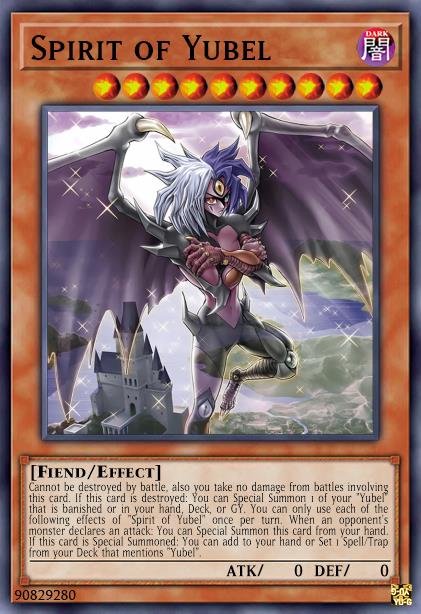 Spirit of Yubel
DARK
闇
[Fiend/Effect]
Cannot be destroyed by battle, also you take no damage from battles involving
this card. If this card is destroyed: You can Special Summon 1 of your "Yubel"
that is banished or in your hand, Deck, or GY. You can only use each of the
following effects of "Spirit of Yubel" once per turn. When an opponent's
monster declares an attack: You can Special Summon this card from your hand.
If this card is Special Summoned: You can add to your hand or Set 1 Spell/Trap
from your Deck that mentions "Yubel".
ATK/ 0 DEF/ 0
90829280